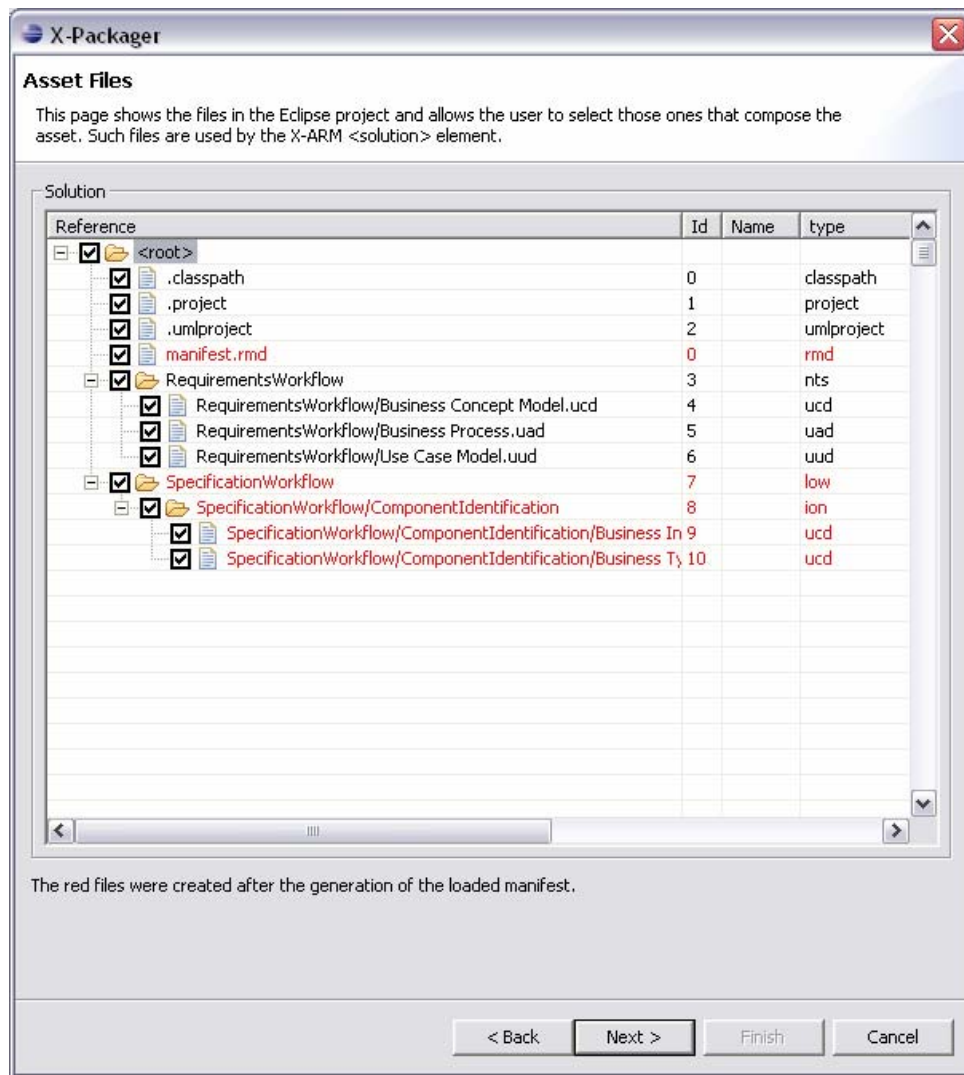 X-Packager
Asset Files
This page shows the files in the Eclipse project and allows the user to select those ones that compose the
asset. Such files are used by the X-ARM <solution> element.
Solution
Reference Id Name type
<root>
.classpath 0 classpath
.project 1 project
.umlproject 2 umlproject
manifest.rmd 0 rmd
RequirementsWorkflow 3 nts
RequirementsWorkflow/Business Concept Model.ucd 4 ucd
RequirementsWorkflow/Business Process.uad 5 uad
RequirementsWorkflow/Use Case Model.uud 6 uud
SpecificationWorkflow 7 low
SpecificationWorkflow/ComponentIdentification 8 ion
SpecificationWorkflow/ComponentIdentification/Business In 9 ucd
SpecificationWorkflow/ComponentIdentification/Business Ty 10 ucd
The red files were created after the generation of the loaded manifest.
< Back Next > Finish Cancel